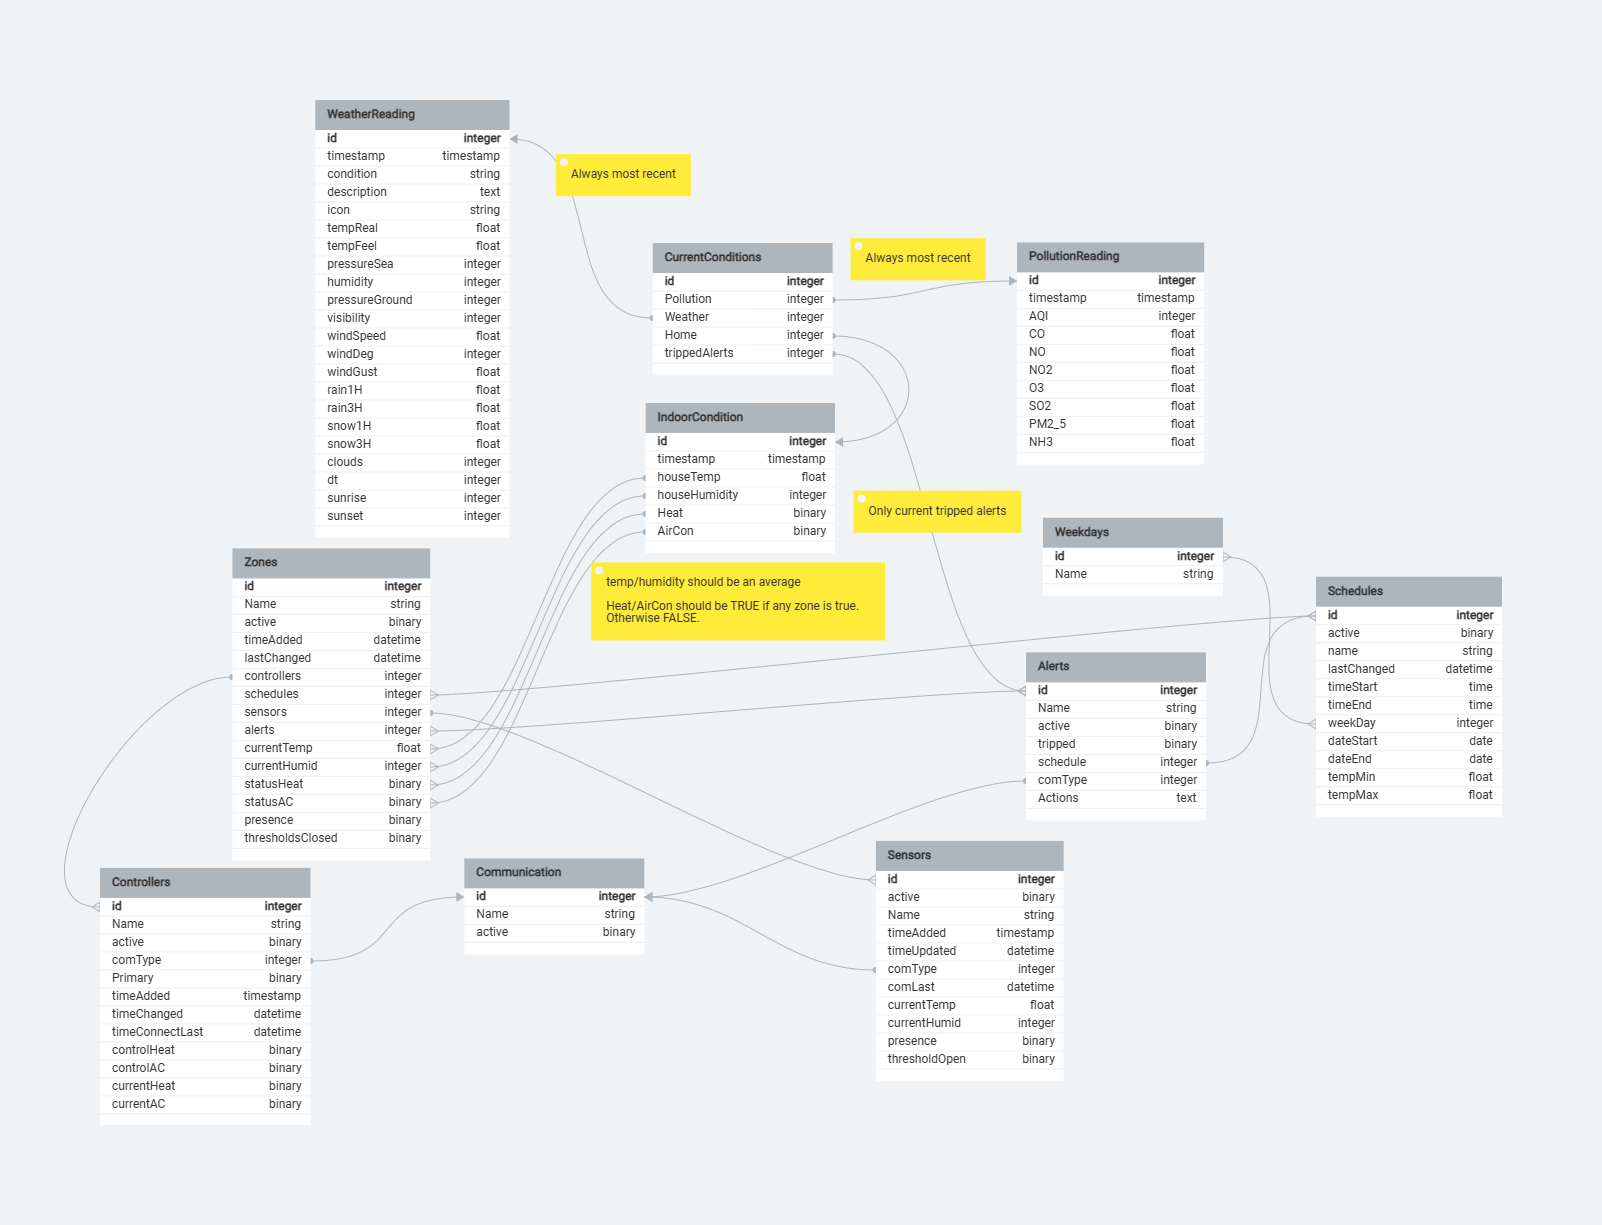 WeatherReading
id integer
timestamp timestamp
condition string
description text
icon string
tempReal float
tempFeel float
pressureSea integer
humidity integer
pressureGround integer
visibility integer
windSpeed float
windDeg integer
windGust float
rain1H float
rain3H float
snow1H float
snow3H float
clouds integer
dt integer
sunrise integer
sunset integer
Always most recent
CurrentConditions
id integer
Pollution integer
Weather integer
Home integer
trippedAlerts integer
Always most recent
PollutionReading
id integer
timestamp timestamp
AQI integer
CO float
NO float
NO2 float
O3 float
SO2 float
PM2_5 float
NH3 float
IndoorCondition
id integer
timestamp timestamp
houseTemp float
houseHumidity integer
Heat binary
AirCon binary
Only current tripped alerts
temp/humidity should be an average
Heat/AirCon should be TRUE if any zone is true.
Otherwise FALSE.
Weekdays
id integer
Name string
Schedules
id integer
active binary
name string
lastChanged datetime
timeStart time
timeEnd time
weekDay integer
dateStart date
dateEnd date
tempMin float
tempMax float
Zones
id integer
Name string
active binary
timeAdded datetime
lastChanged datetime
controllers integer
schedules integer
sensors integer
alerts integer
currentTemp float
currentHumid integer
statusHeat binary
statusAC binary
presence binary
thresholdsClosed binary
Alerts
id integer
Name string
active binary
tripped binary
schedule integer
comType integer
Actions text
Controllers
id integer
Name string
active binary
comType integer
Primary binary
timeAdded timestamp
timeChanged datetime
timeConnectLast datetime
controlHeat binary
controlAC binary
currentHeat binary
currentAC binary
Communication
id integer
Name string
active binary
Sensors
id integer
active binary
Name string
timeAdded timestamp
timeUpdated datetime
comType integer
comLast datetime
currentTemp float
currentHumid integer
presence binary
thresholdOpen binary